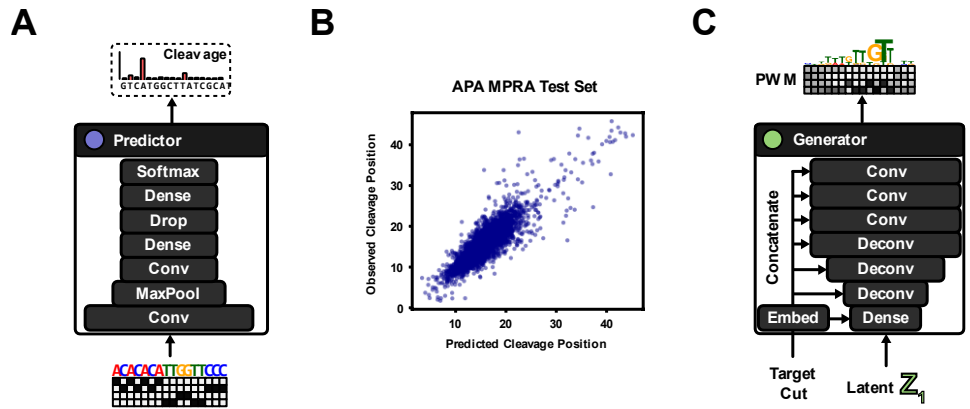 A
Cleavage
GTCATGGCTTATCGCAT
Predictor
Softmax
Dense
Drop
Dense
Conv
MaxPool
Conv
ACACACATTGGTTCCC
B
APA MPRA Test Set
Observed Cleavage Position
40
30
20
10
0
10
20
30
40
Predicted Cleavage Position
C
PWM
GT
Generator
Concatenate
Conv
Conv
Conv
Deconv
Deconv
Deconv
Embed
Dense
Target
Cut
Latent Z1